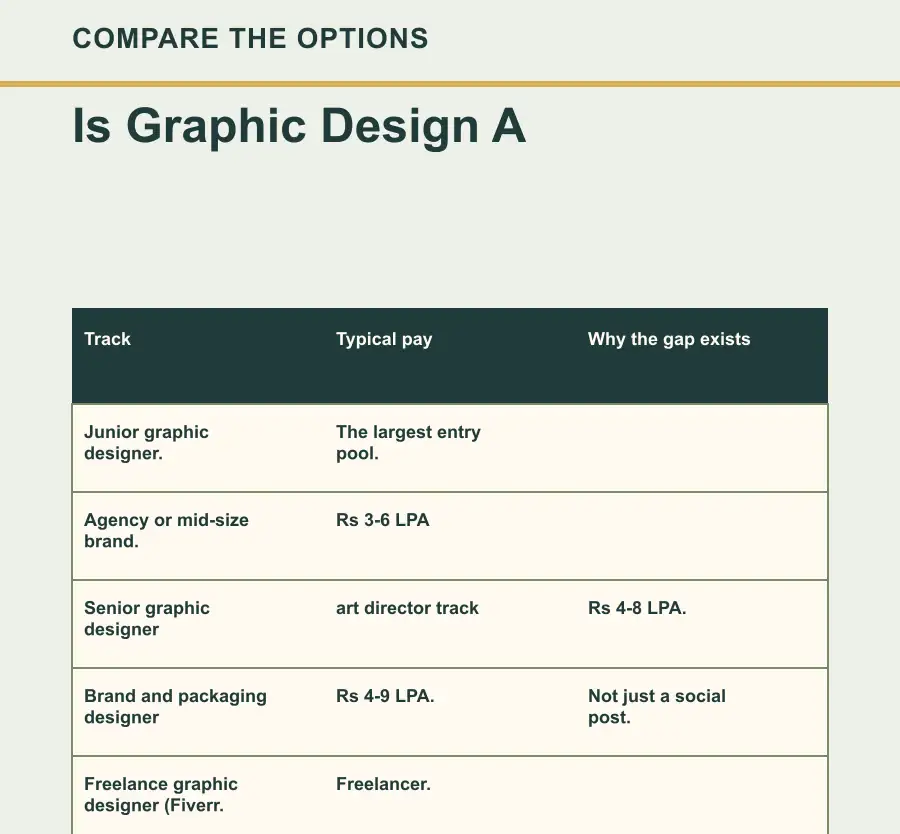 COMPARE THE OPTIONS
Is Graphic Design A
Track Typical pay Why the gap exists
Junior graphic
designer.
The largest entry
pool.
Agency or mid-size
brand.
Rs 3-6 LPA
Senior graphic
designer
art director track
Rs 4-8 LPA.
Brand and packaging
designer
Rs 4-9 LPA.
Not just a social
post.
Freelance graphic
designer (Fiverr.
Freelancer.